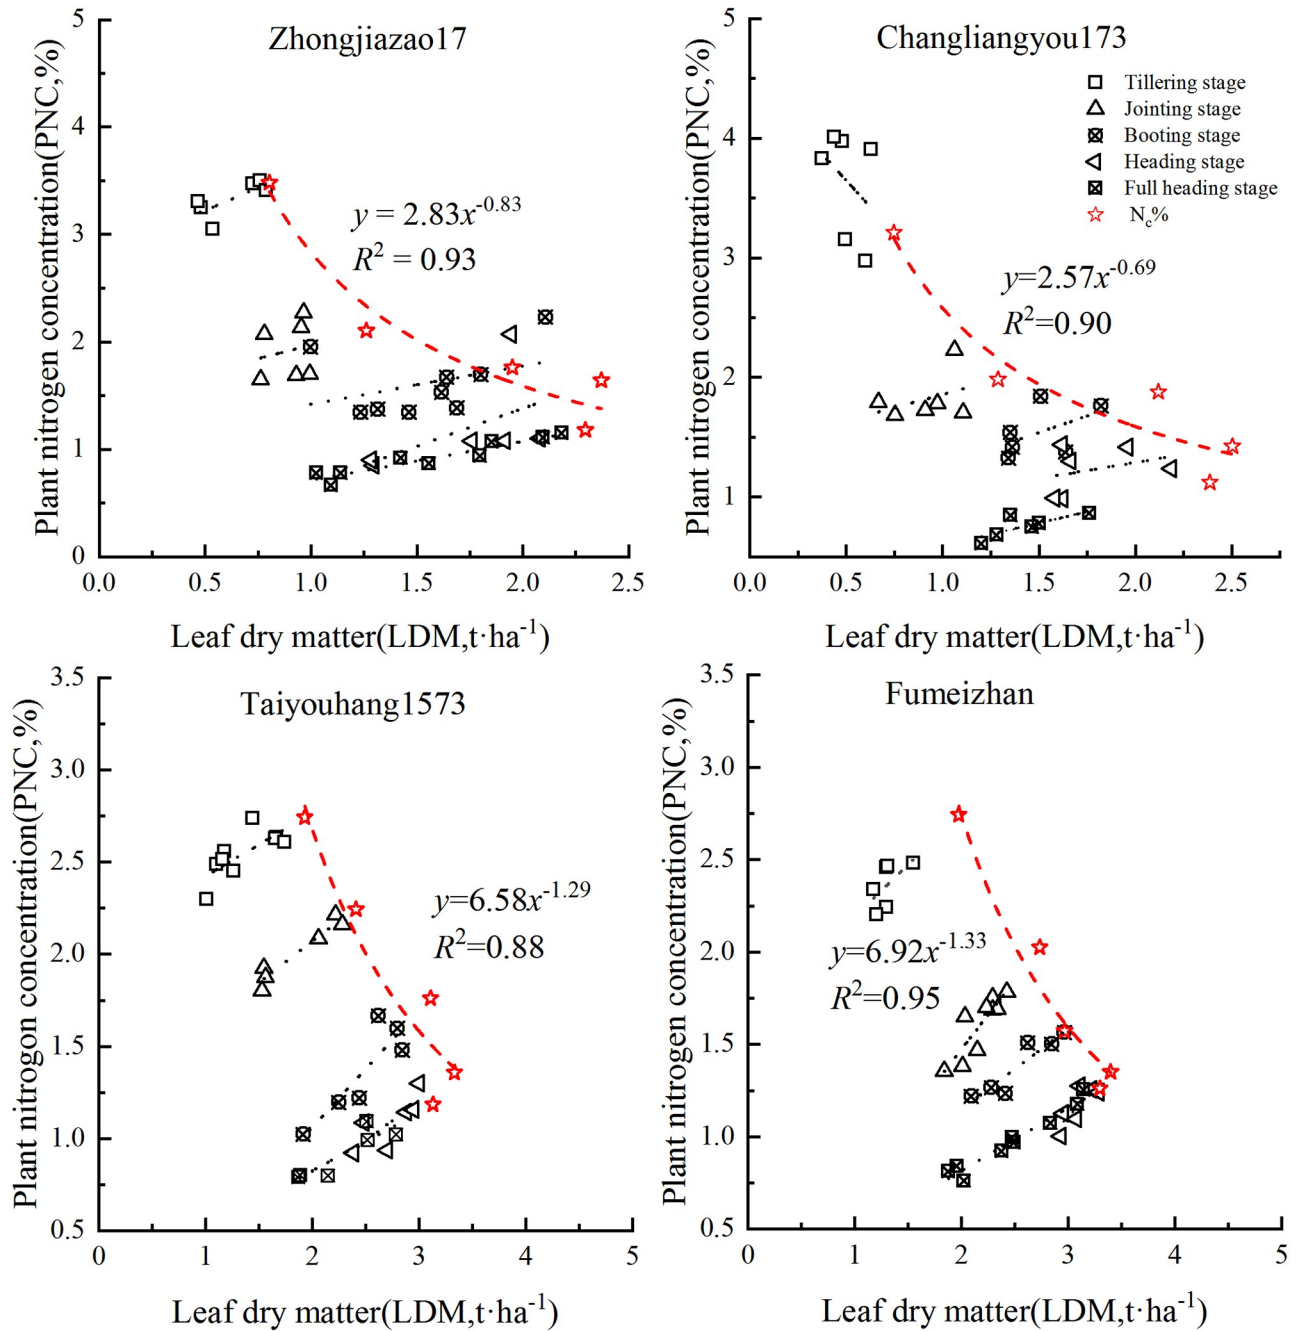 Zhongjiazao17
y = 2.83x^-0.83
R^2 = 0.93
Plant nitrogen concentration(PNC,%)
5
4
3
2
1
0
0.0 0.5 1.0 1.5 2.0 2.5
Leaf dry matter(LDM,t·ha^-1)
Changliangyou173
Tillering stage
Jointing stage
Booting stage
Heading stage
Full heading stage
N_c%
y=2.57x^-0.69
R^2=0.90
Plant nitrogen concentration(PNC,%)
5
4
3
2
1
0.0 0.5 1.0 1.5 2.0 2.5
Leaf dry matter(LDM,t·ha^-1)
Taiyouhang1573
y=6.58x^-1.29
R^2=0.88
Plant nitrogon concentration(PNC,%)
3.5
3.0
2.5
2.0
1.5
1.0
0.5
0 1 2 3 4 5
Leaf dry matter(LDM,t·ha^-1)
Fumeizhan
y=6.92x^-1.33
R^2=0.95
Plant nitrogen concentration(PNC,%)
3.5
3.0
2.5
2.0
1.5
1.0
0.5
1 2 3 4 5
Leaf dry matter(LDM,t·ha^-1)